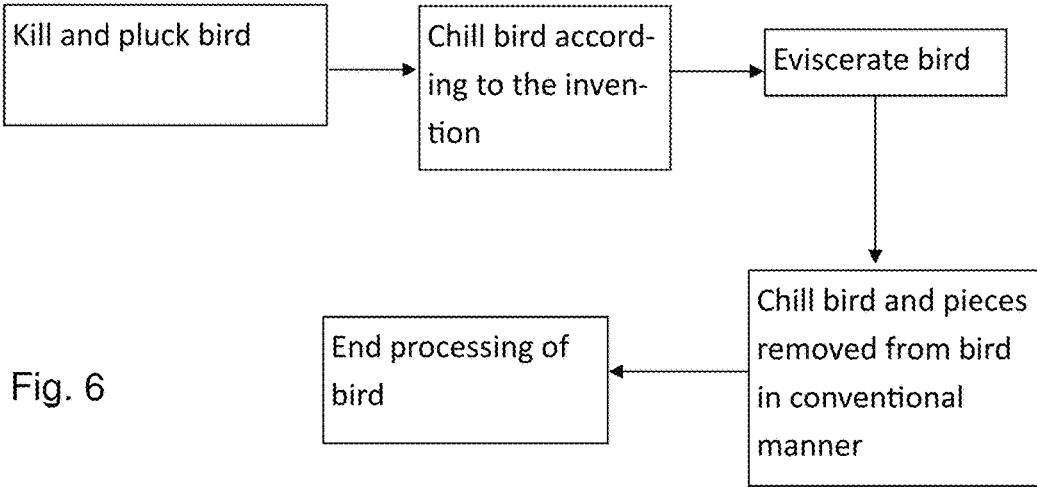 Kill and pluck bird
Chill bird accord-
ing to the inven-
tion
Eviscerate bird
Chill bird and pieces
removed from bird
in conventional
manner
End processing of
bird
Fig. 6